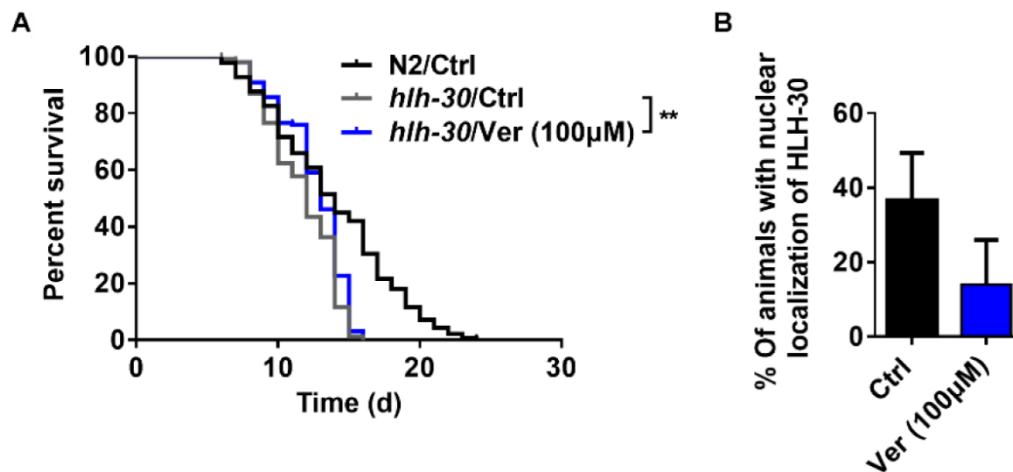 A
Percent survival
100
80
60
40
20
0
0
10
20
30
Time (d)
N2/Ctrl
hlh-30/Ctrl
hlh-30/Ver (100µM)
**
B
% Of animals with nuclear
localization of HLH-30
60
40
20
0
Ctrl
Ver (100µM)